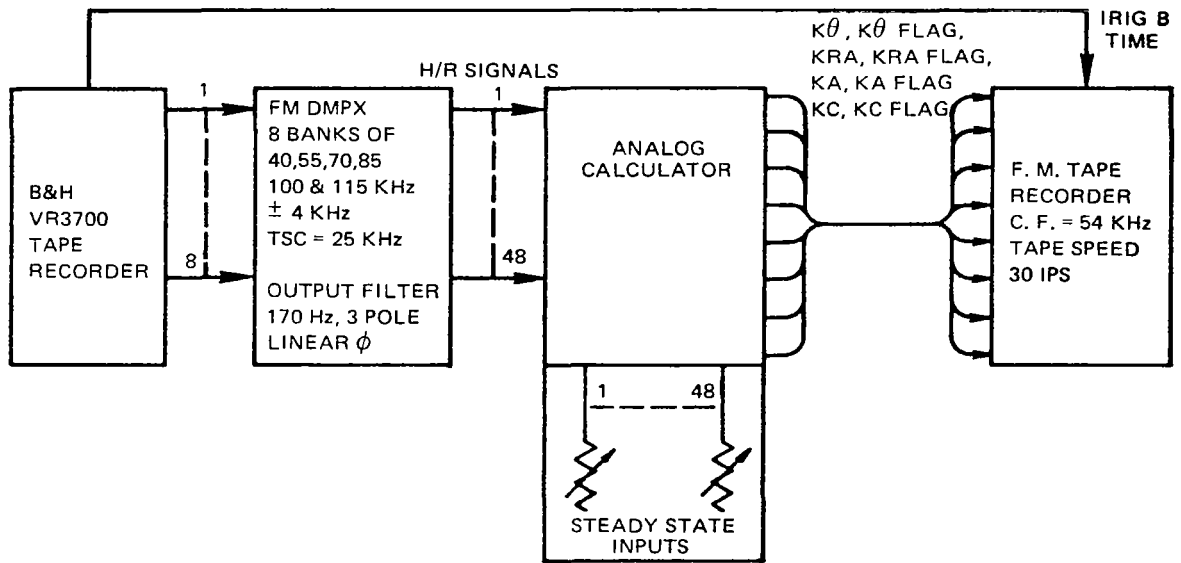 IRIG B
TIME
Kθ, Kθ FLAG,
KRA, KRA FLAG,
KA, KA FLAG
KC, KC FLAG
H/R SIGNALS
B&H
VR3700
TAPE
RECORDER
1
8
FM DMPX
8 BANKS OF
40,55,70,85
100 & 115 KHz
± 4 KHz
TSC = 25 KHz
OUTPUT FILTER
170 Hz, 3 POLE
LINEAR ϕ
1
48
ANALOG
CALCULATOR
1 48
STEADY STATE
INPUTS
F. M. TAPE
RECORDER
C. F. = 54 KHz
TAPE SPEED
30 IPS